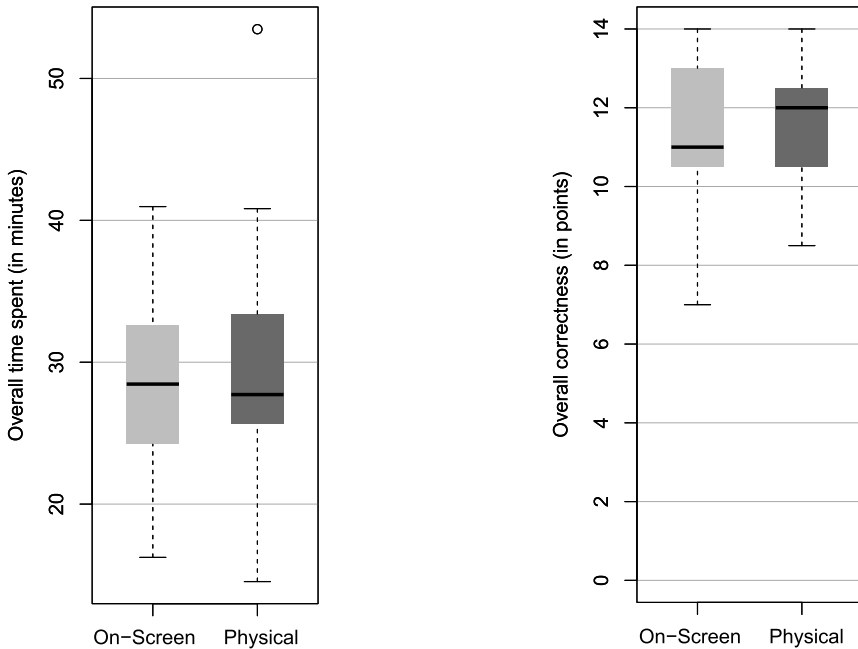 Overall time spent (in minutes)
50
40
30
20
On−Screen
Physical
Overall correctness (in points)
14
12
10
8
6
4
2
0
On−Screen
Physical